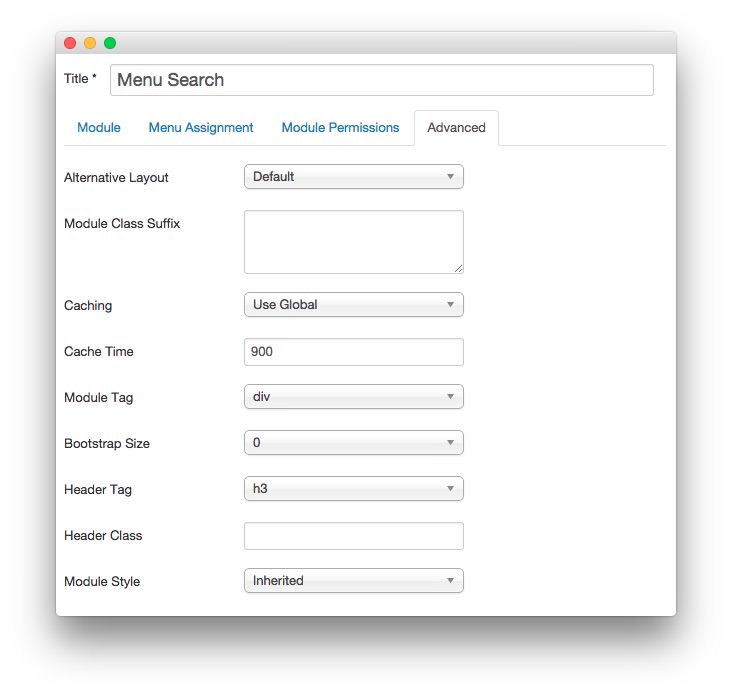 Title * Menu Search
Module Menu Assignment Module Permissions Advanced
Alternative Layout Default
Module Class Suffix
Caching Use Global
Cache Time 900
Module Tag div
Bootstrap Size 0
Header Tag h3
Header Class
Module Style Inherited